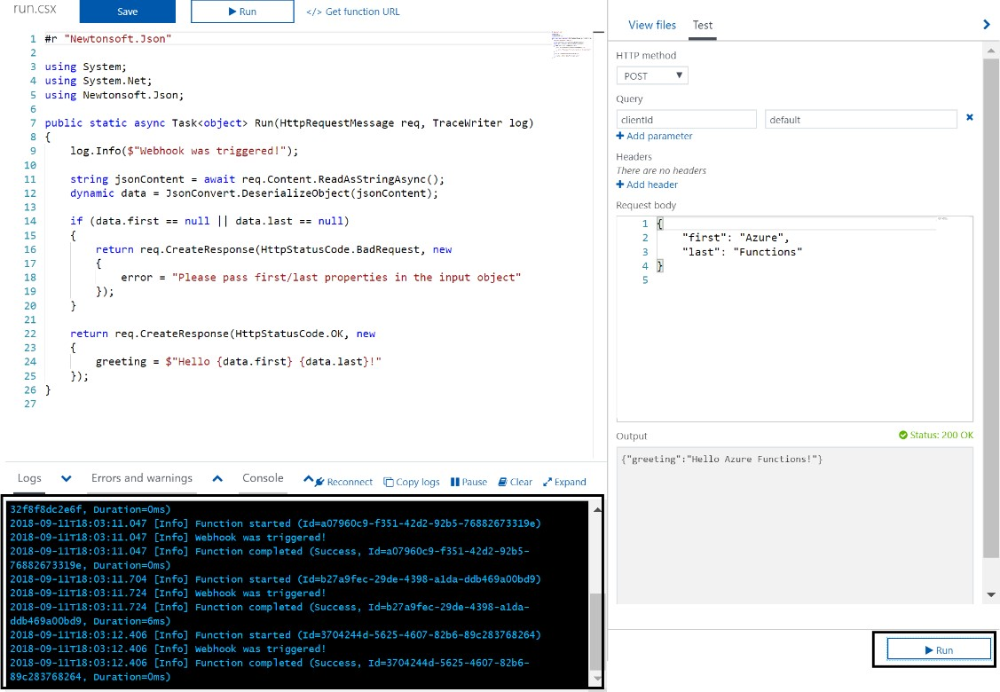 run.csx
Save
Run
</> Get function URL
1 #r "Newtonsoft.Json"
2
3 using System;
4 using System.Net;
5 using Newtonsoft.Json;
6
7 public static async Task<object> Run(HttpRequestMessage req, TraceWriter log)
8 {
9 log.Info($"Webhook was triggered!");
10
11 string jsonContent = await req.Content.ReadAsStringAsync();
12 dynamic data = JsonConvert.DeserializeObject(jsonContent);
13
14 if (data.first == null || data.last == null)
15 {
16 return req.CreateResponse(HttpStatusCode.BadRequest, new
17 {
18 error = "Please pass first/last properties in the input object"
19 });
20 }
21
22 return req.CreateResponse(HttpStatusCode.OK, new
23 {
24 greeting = $"Hello {data.first} {data.last}!"
25 });
26 }
27
Logs
Errors and warnings
Console
Reconnect
Copy logs
Pause
Clear
Expand
32f8f8dc2e6f, Duration=0ms)
2018-09-11T18:03:11.047 [Info] Function started (Id=a07960c9-f351-42d2-92b5-76882673319e)
2018-09-11T18:03:11.047 [Info] Webhook was triggered!
2018-09-11T18:03:11.047 [Info] Function completed (Success, Id=a07960c9-f351-42d2-92b5-
76882673319e, Duration=0ms)
2018-09-11T18:03:11.704 [Info] Function started (Id=b27a9fec-29de-4398-a1da-ddb469a00bd9)
2018-09-11T18:03:11.724 [Info] Webhook was triggered!
2018-09-11T18:03:11.724 [Info] Function completed (Success, Id=b27a9fec-29de-4398-a1da-
ddb469a00bd9, Duration=6ms)
2018-09-11T18:03:12.406 [Info] Function started (Id=3704244d-5625-4607-82b6-89c283768264)
2018-09-11T18:03:12.406 [Info] Webhook was triggered!
2018-09-11T18:03:12.406 [Info] Function completed (Success, Id=3704244d-5625-4607-82b6-
89c283768264, Duration=0ms)
View files
Test
HTTP method
POST
Query
clientId
default
Add parameter
Headers
There are no headers
Add header
Request body
1 {
2 "first": "Azure",
3 "last": "Functions"
4 }
5
Output
Status: 200 OK
{"greeting":"Hello Azure Functions!"}
Run